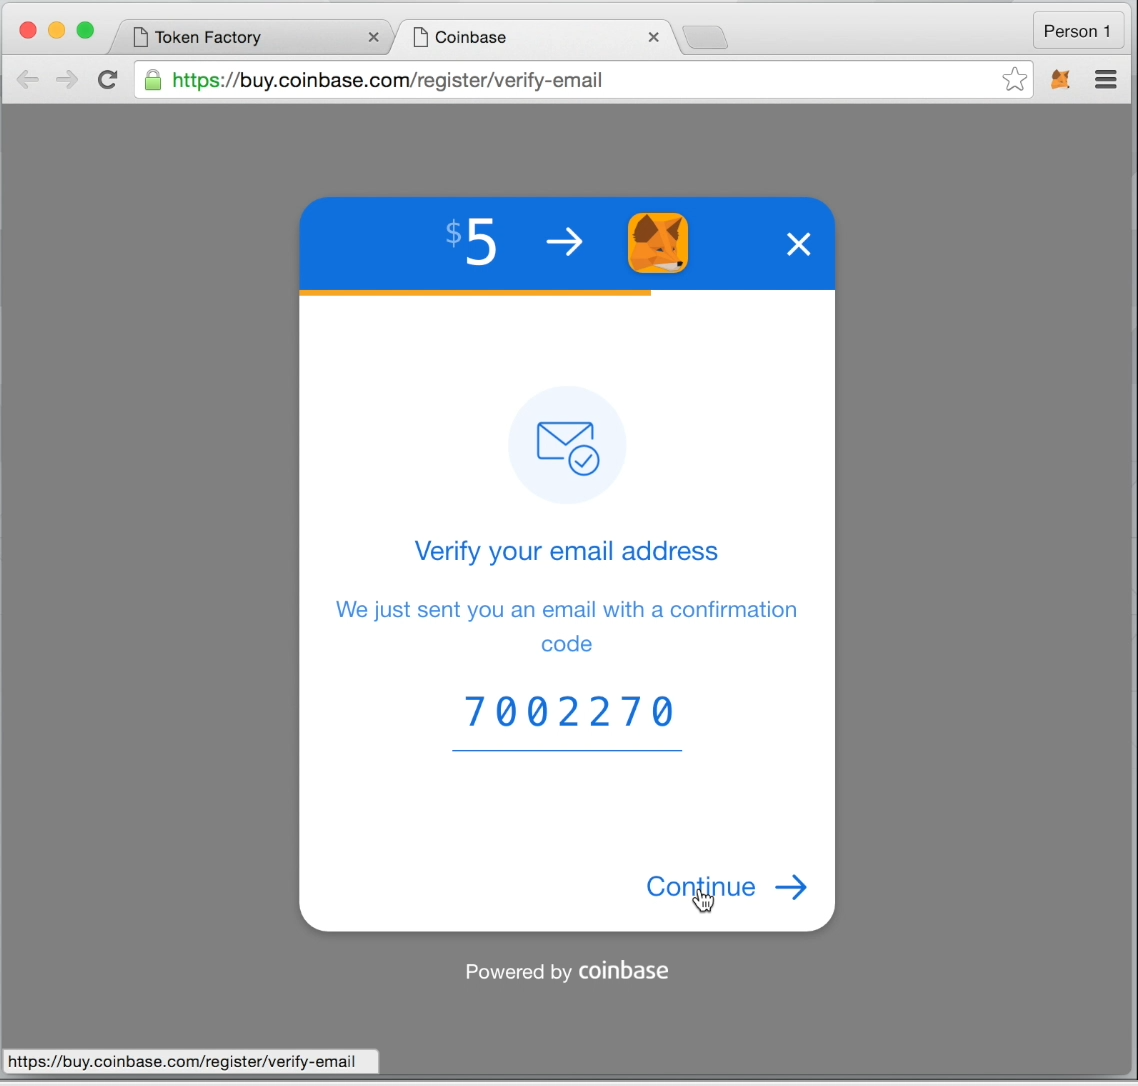 Token Factory
Coinbase
Person 1
https://buy.coinbase.com/register/verify-email
$5
Verify your email address
We just sent you an email with a confirmation
code
7002270
Continue
Powered by coinbase
https://buy.coinbase.com/register/verify-email